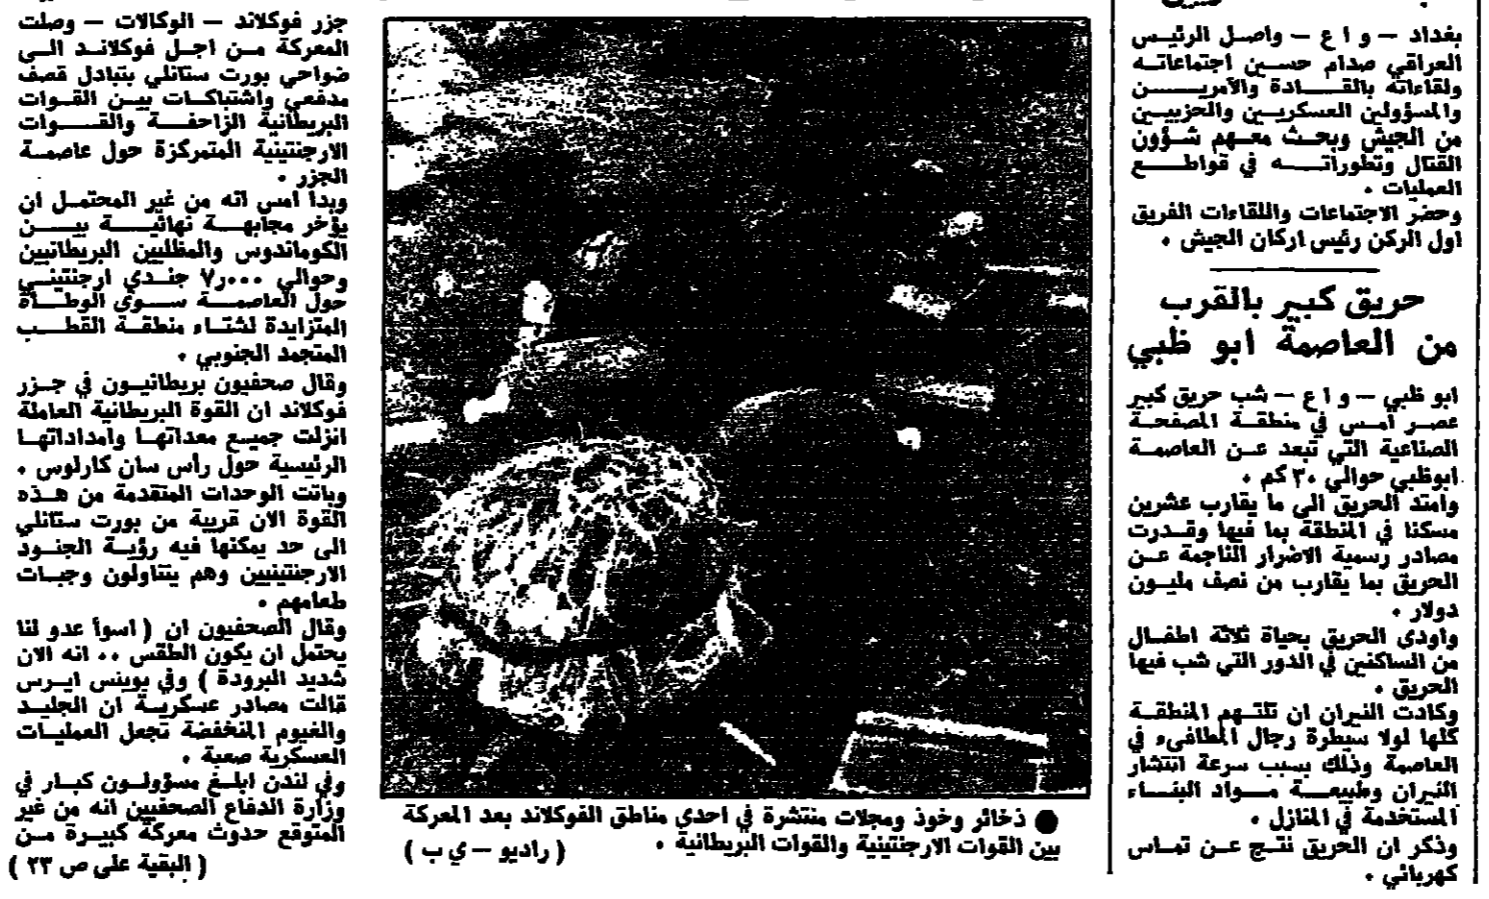 بغداد — و ا ع — واصل الرئيس
العراقي صدام حسين اجتماعاته
ولقاءاته بالقادة والآمرين
والمسؤولين العسكريين والحزبيين
من الجيش وبحث معهم شؤون
القتال وتطوراته في قواطع
العمليات .
وحضر الاجتماعات واللقاءات الفريق
اول الركن رئيس اركان الجيش .
حريق كبير بالقرب
من العاصمة ابو ظبي
ابو ظبي — و ا ع — شب حريق كبير
عصر امس في منطقة المصفحة
الصناعية التي تبعد عن العاصمة
ابوظبي حوالي ٣٠ كم .
وامتد الحريق الى ما يقارب عشرين
مسكنا في المنطقة بما فيها وقدرت
مصادر رسمية الاضرار الناجمة عن
الحريق بما يقارب من نصف مليون
دولار .
واودى الحريق بحياة ثلاثة اطفال
من الساكنين في الدور التي شب فيها
الحريق .
وكادت النيران ان تلتهم المنطقة
كلها لولا سيطرة رجال المطافىء في
العاصمة وذلك بسبب سرعة انتشار
النيران وطبيعة مواد البناء
المستخدمة في المنازل .
وذكر ان الحريق نتج عن تماس
كهربائي .
● ذخائر وخوذ ومجلات منتشرة في احدى مناطق الفوكلاند بعد المعركة
بين القوات الارجنتينية والقوات البريطانية . ( راديو — ي ب )
جزر فوكلاند — الوكالات — وصلت
المعركة من اجل فوكلاند الى
ضواحي بورت ستانلي بتبادل قصف
مدفعي واشتباكات بين القوات
البريطانية الزاحفة والقوات
الارجنتينية المتمركزة حول عاصمة
الجزر .
وبدا امس انه من غير المحتمل ان
يؤخر مجابهة نهائية بين
الكوماندوس والمظليين البريطانيين
وحوالي ٧,٠٠٠ جندي ارجنتيني
حول العاصمة سوى الوطأة
المتزايدة لشتاء منطقة القطب
المتجمد الجنوبي .
وقال صحفيون بريطانيون في جزر
فوكلاند ان القوة البريطانية العاملة
انزلت جميع معداتها وامداداتها
الرئيسية حول رأس سان كارلوس .
وباتت الوحدات المتقدمة من هذه
القوة الان قريبة من بورت ستانلي
الى حد يمكنها فيه رؤية الجنود
الارجنتينيين وهم يتناولون وجبات
طعامهم .
وقال الصحفيون ان ( اسوأ عدو لنا
يحتمل ان يكون الطقس .. انه الان
شديد البرودة ) وفي بوينس ايرس
قالت مصادر عسكرية ان الجليد
والغيوم المنخفضة تجعل العمليات
العسكرية صعبة .
وفي لندن ابلغ مسؤولون كبار في
وزارة الدفاع الصحفيين انه من غير
المتوقع حدوث معركة كبيرة من
( البقية على ص ٢٣ )